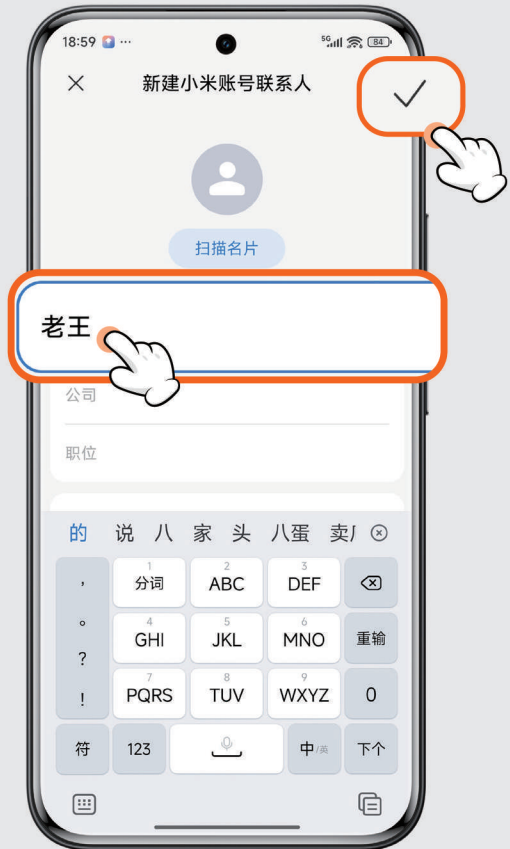 18:59 ··· 5G 84
新建小米账号联系人
扫描名片
老王
公司
职位
的 说 八 家 头 八蛋
, 1 分词 2 ABC 3 DEF
。 4 GHI 5 JKL 6 MNO 重输
?
! 7 PQRS 8 TUV 9 WXYZ 0
符 123 中/英 下个